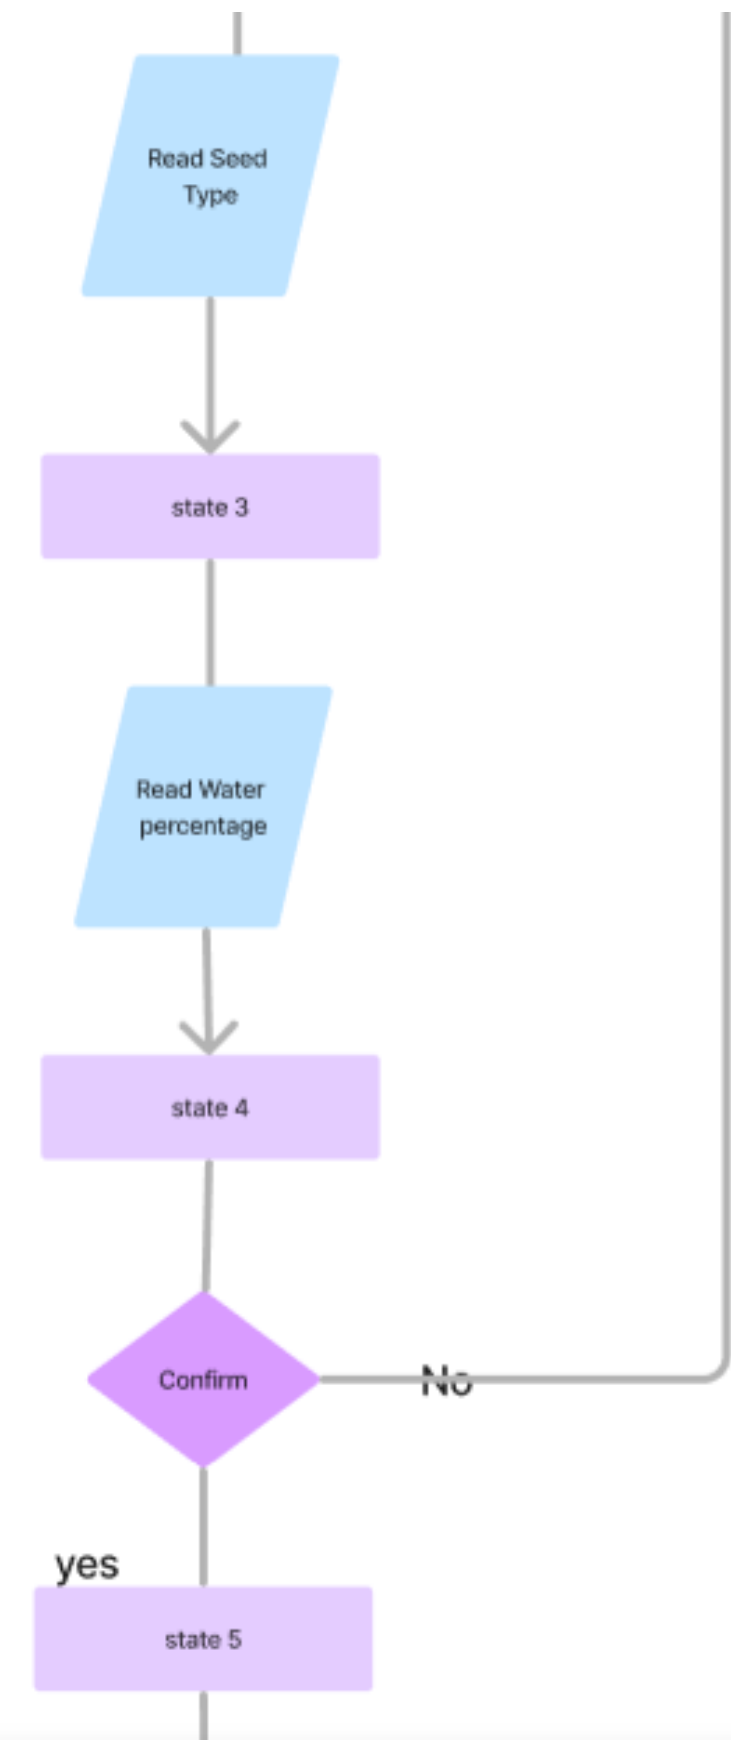 Read Seed
Type
state 3
Read Water
percentage
state 4
Confirm
No
yes
state 5